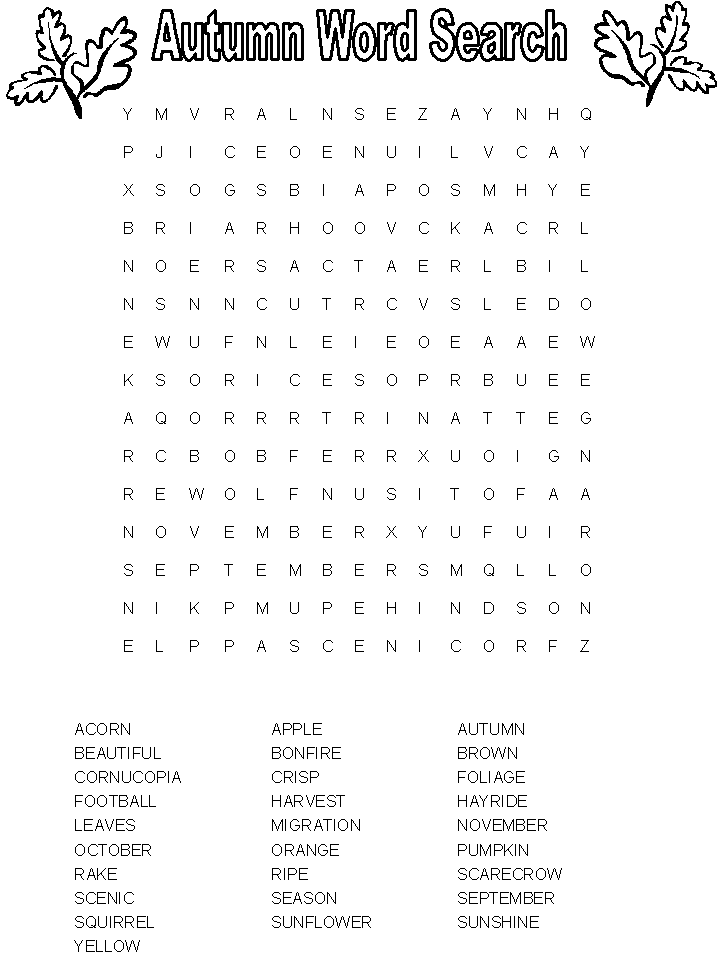 Autumn Word Search
Y M V R A L N S E Z A Y N H Q
P J I C E O E N U I L V C A Y
X S O G S B I A P O S M H Y E
B R I A R H O O V C K A C R L
N O E R S A C T A E R L B I L
N S N N C U T R C V S L E D O
E W U F N L E I E O E A A E W
K S O R I C E S O P R B U E E
A Q O R R R T R I N A T T E G
R C B O B F E R R X U O I G N
R E W O L F N U S I T O F A A
N O V E M B E R X Y U F U I R
S E P T E M B E R S M Q L L O
N I K P M U P E H I N D S O N
E L P P A S C E N I C O R F Z
ACORN APPLE AUTUMN
BEAUTIFUL BONFIRE BROWN
CORNUCOPIA CRISP FOLIAGE
FOOTBALL HARVEST HAYRIDE
LEAVES MIGRATION NOVEMBER
OCTOBER ORANGE PUMPKIN
RAKE RIPE SCARECROW
SCENIC SEASON SEPTEMBER
SQUIRREL SUNFLOWER SUNSHINE
YELLOW